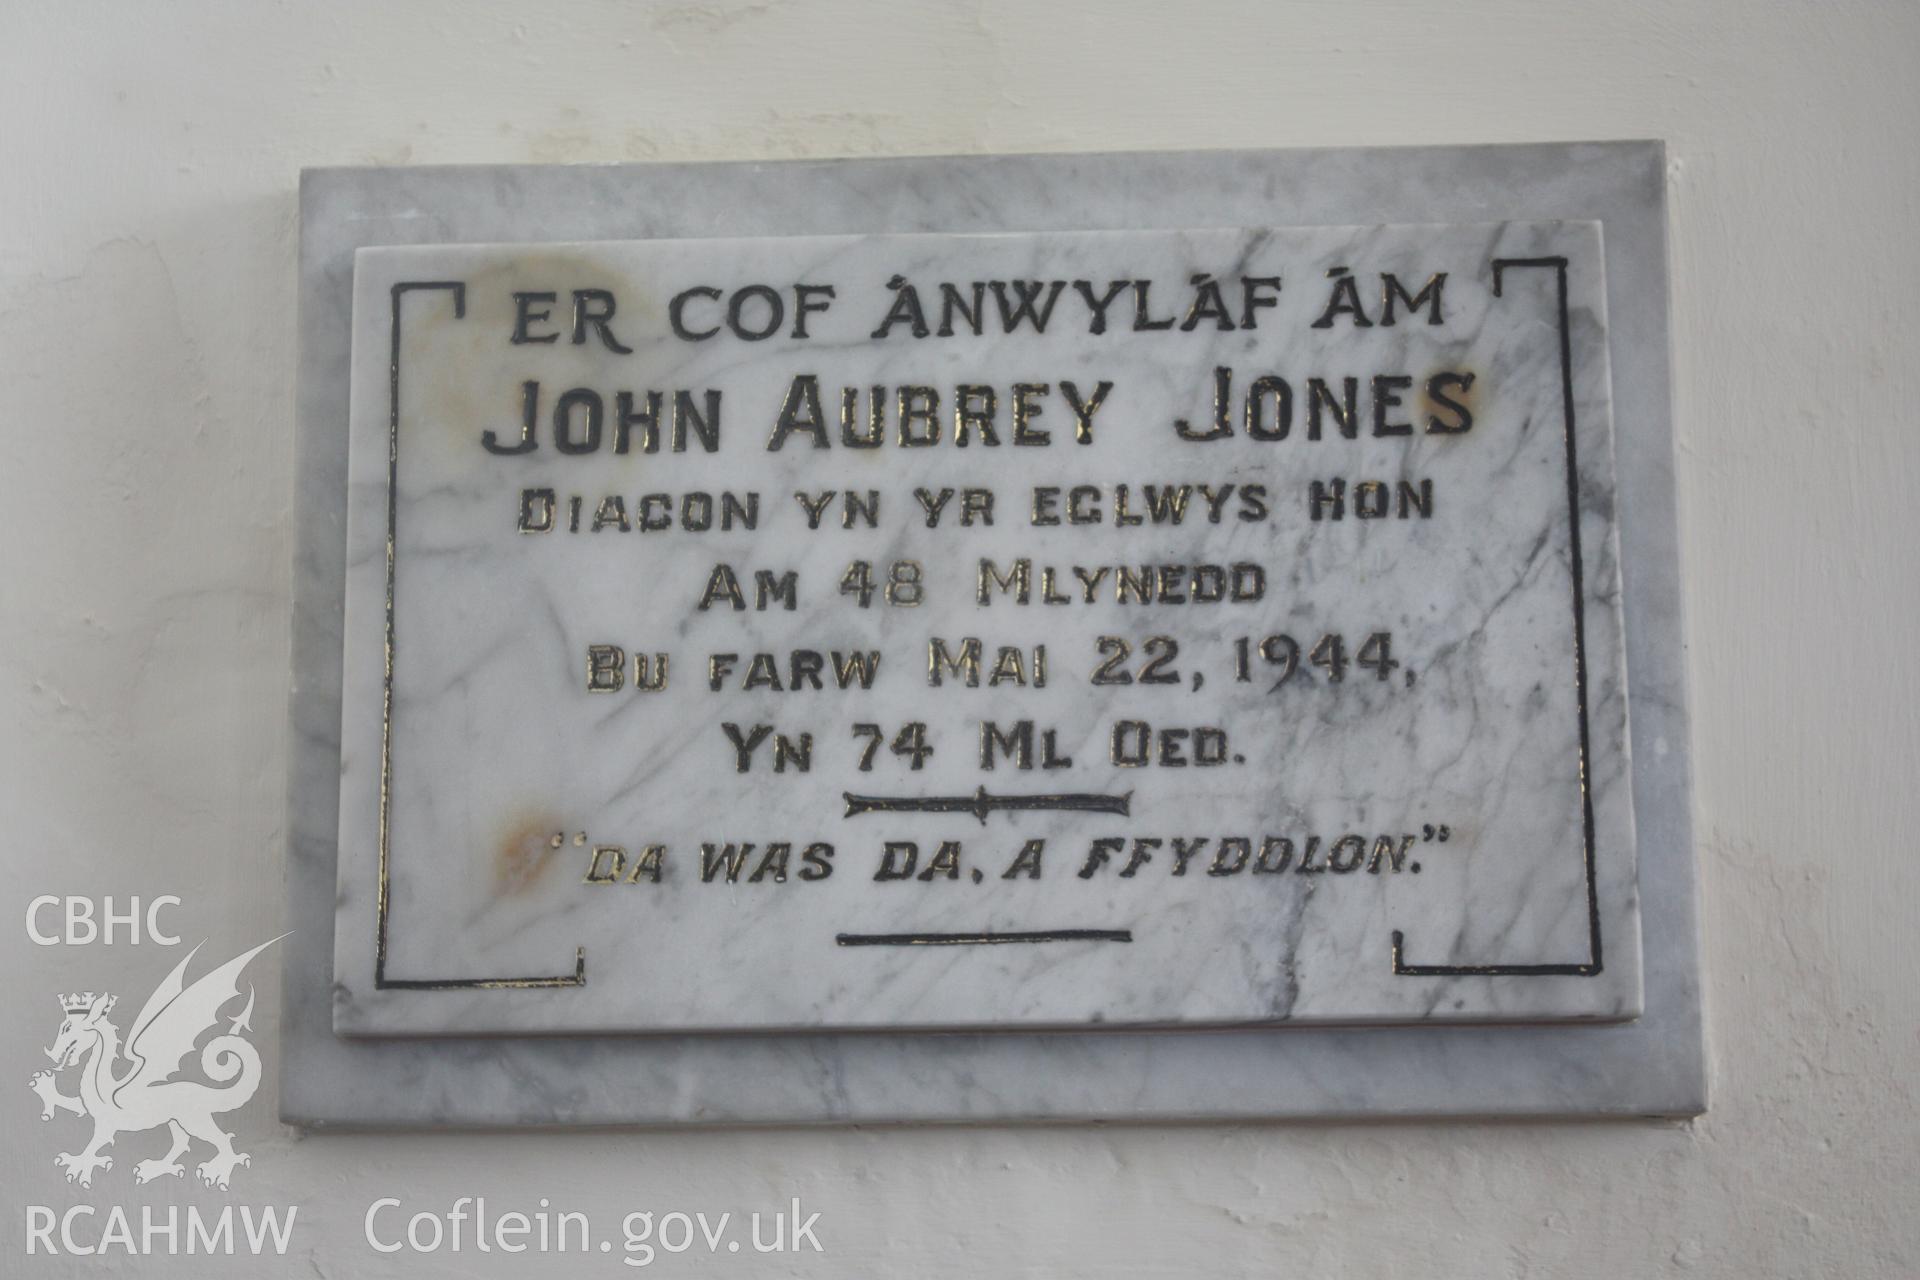 ER COF ANWYLAF AM
JOHN AUBREY JONES
DIACON YN YR EGLWYS HON
AM 48 MLYNEDD
BU FARW MAI 22, 1944,
YN 74 ML OED.
"DA WAS DA, A FFYDDLON."
CBHC
RCAHMW
Coflein.gov.uk